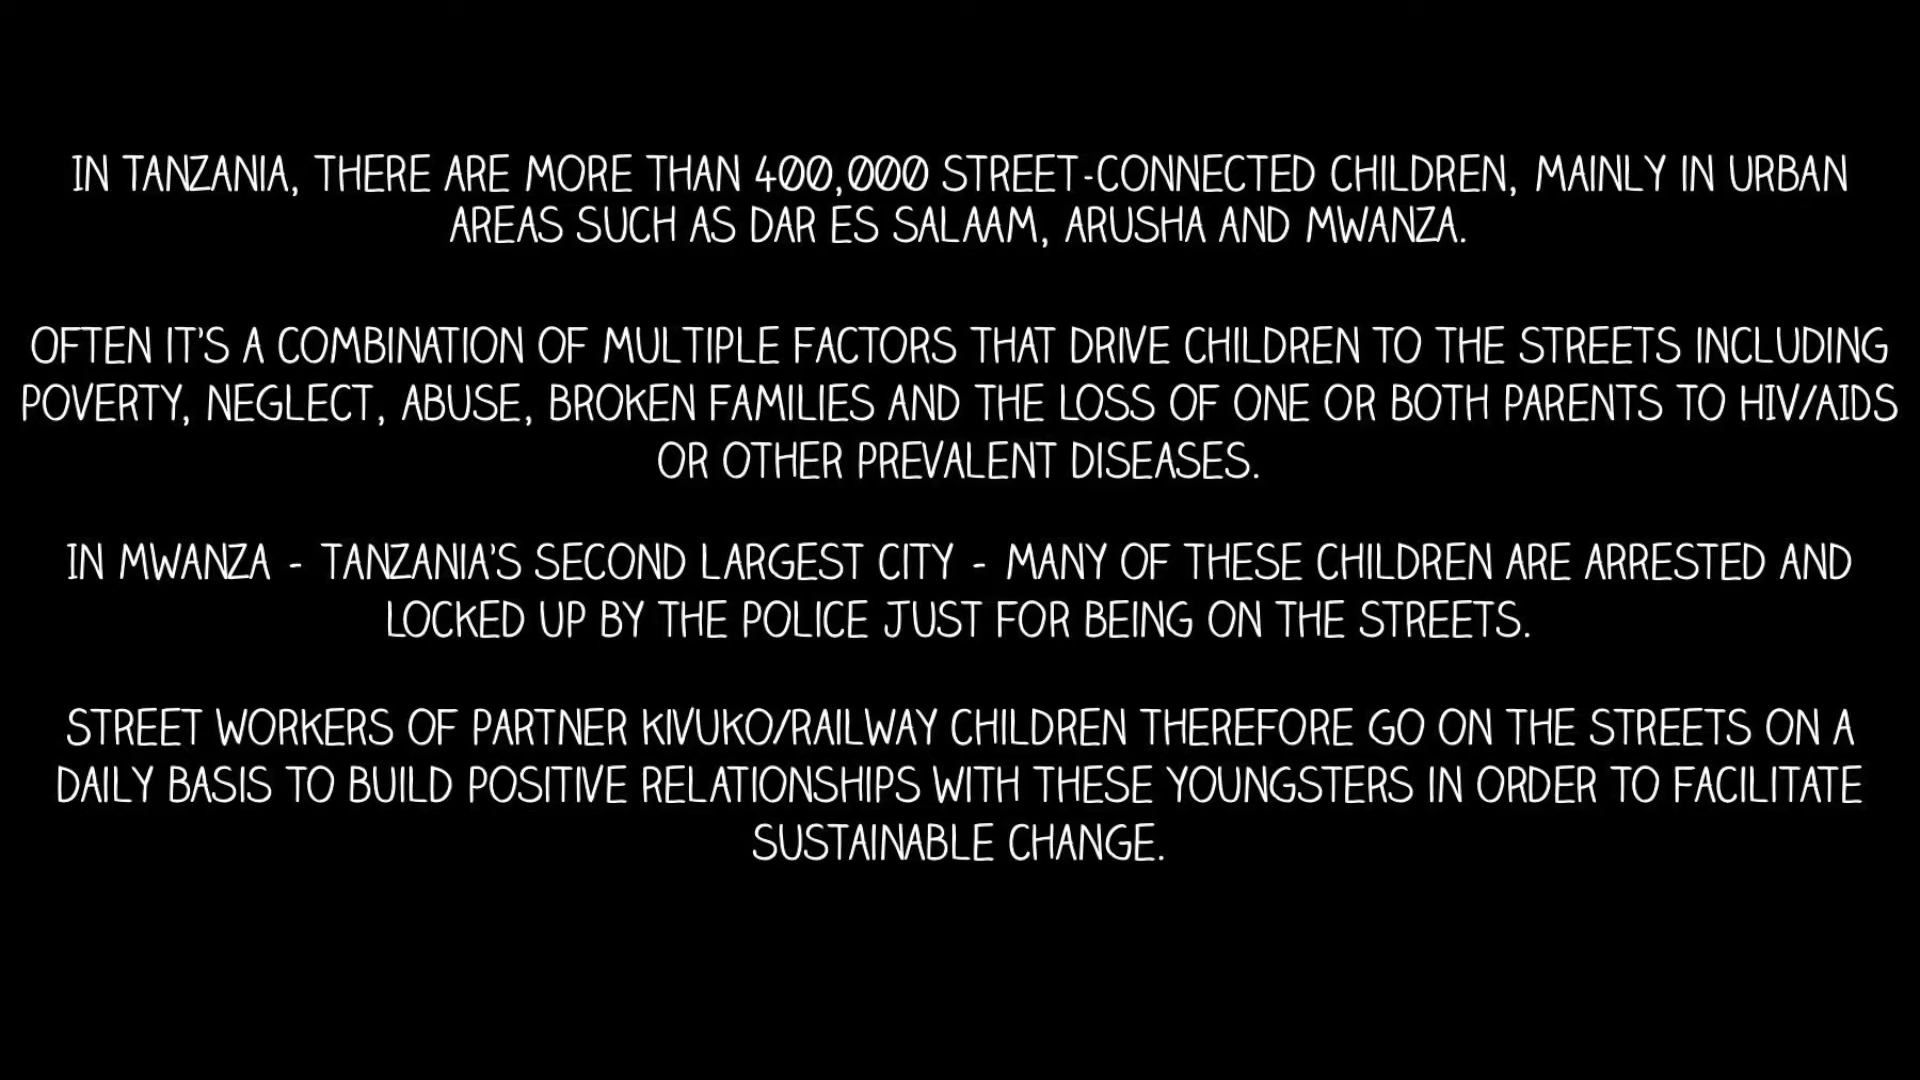 IN TANZANIA, THERE ARE MORE THAN 400,000 STREET-CONNECTED CHILDREN, MAINLY IN URBAN
AREAS SUCH AS DAR ES SALAAM, ARUSHA AND MWANZA.
OFTEN IT'S A COMBINATION OF MULTIPLE FACTORS THAT DRIVE CHILDREN TO THE STREETS INCLUDING
POVERTY, NEGLECT, ABUSE, BROKEN FAMILIES AND THE LOSS OF ONE OR BOTH PARENTS TO HIV/AIDS
OR OTHER PREVALENT DISEASES.
IN MWANZA - TANZANIA'S SECOND LARGEST CITY - MANY OF THESE CHILDREN ARE ARRESTED AND
LOCKED UP BY THE POLICE JUST FOR BEING ON THE STREETS.
STREET WORKERS OF PARTNER KIVUKO/RAILWAY CHILDREN THEREFORE GO ON THE STREETS ON A
DAILY BASIS TO BUILD POSITIVE RELATIONSHIPS WITH THESE YOUNGSTERS IN ORDER TO FACILITATE
SUSTAINABLE CHANGE.